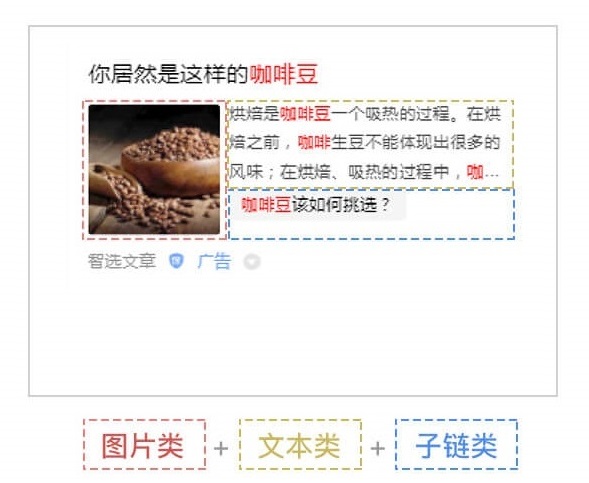 你居然是这样的咖啡豆
烘焙是咖啡豆一个吸热的过程。在烘
焙之前，咖啡生豆不能体现出很多的
风味；在烘焙、吸热的过程中，咖...
咖啡豆该如何挑选？
智选文章 广告
图片类 + 文本类 + 子链类